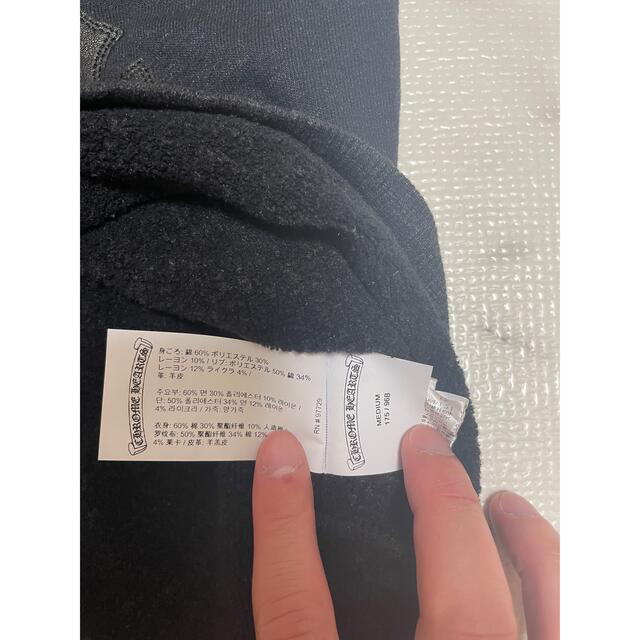 CHROME HEARTS
身ごろ: 綿 60% ポリエステル 30%
レーヨン 10% / リブ: ポリエステル 50% 綿 34%
レーヨン 12% ライクラ 4% /
革: 羊皮
주요부: 60% 면 30% 폴리에스터 10% 레이온 /
단: 50% 폴리에스터 34% 면 12% 레이온
4% 라이크라 / 가죽: 양가죽
衣身: 60% 棉 30% 聚酯纤维 10% 人造
罗纹布: 50% 聚酯纤维 34% 棉 12%
4% 莱卡 / 皮革: 羊羔皮
RN # 97729
CHROME HEARTS
MEDIUM
175 / 96B